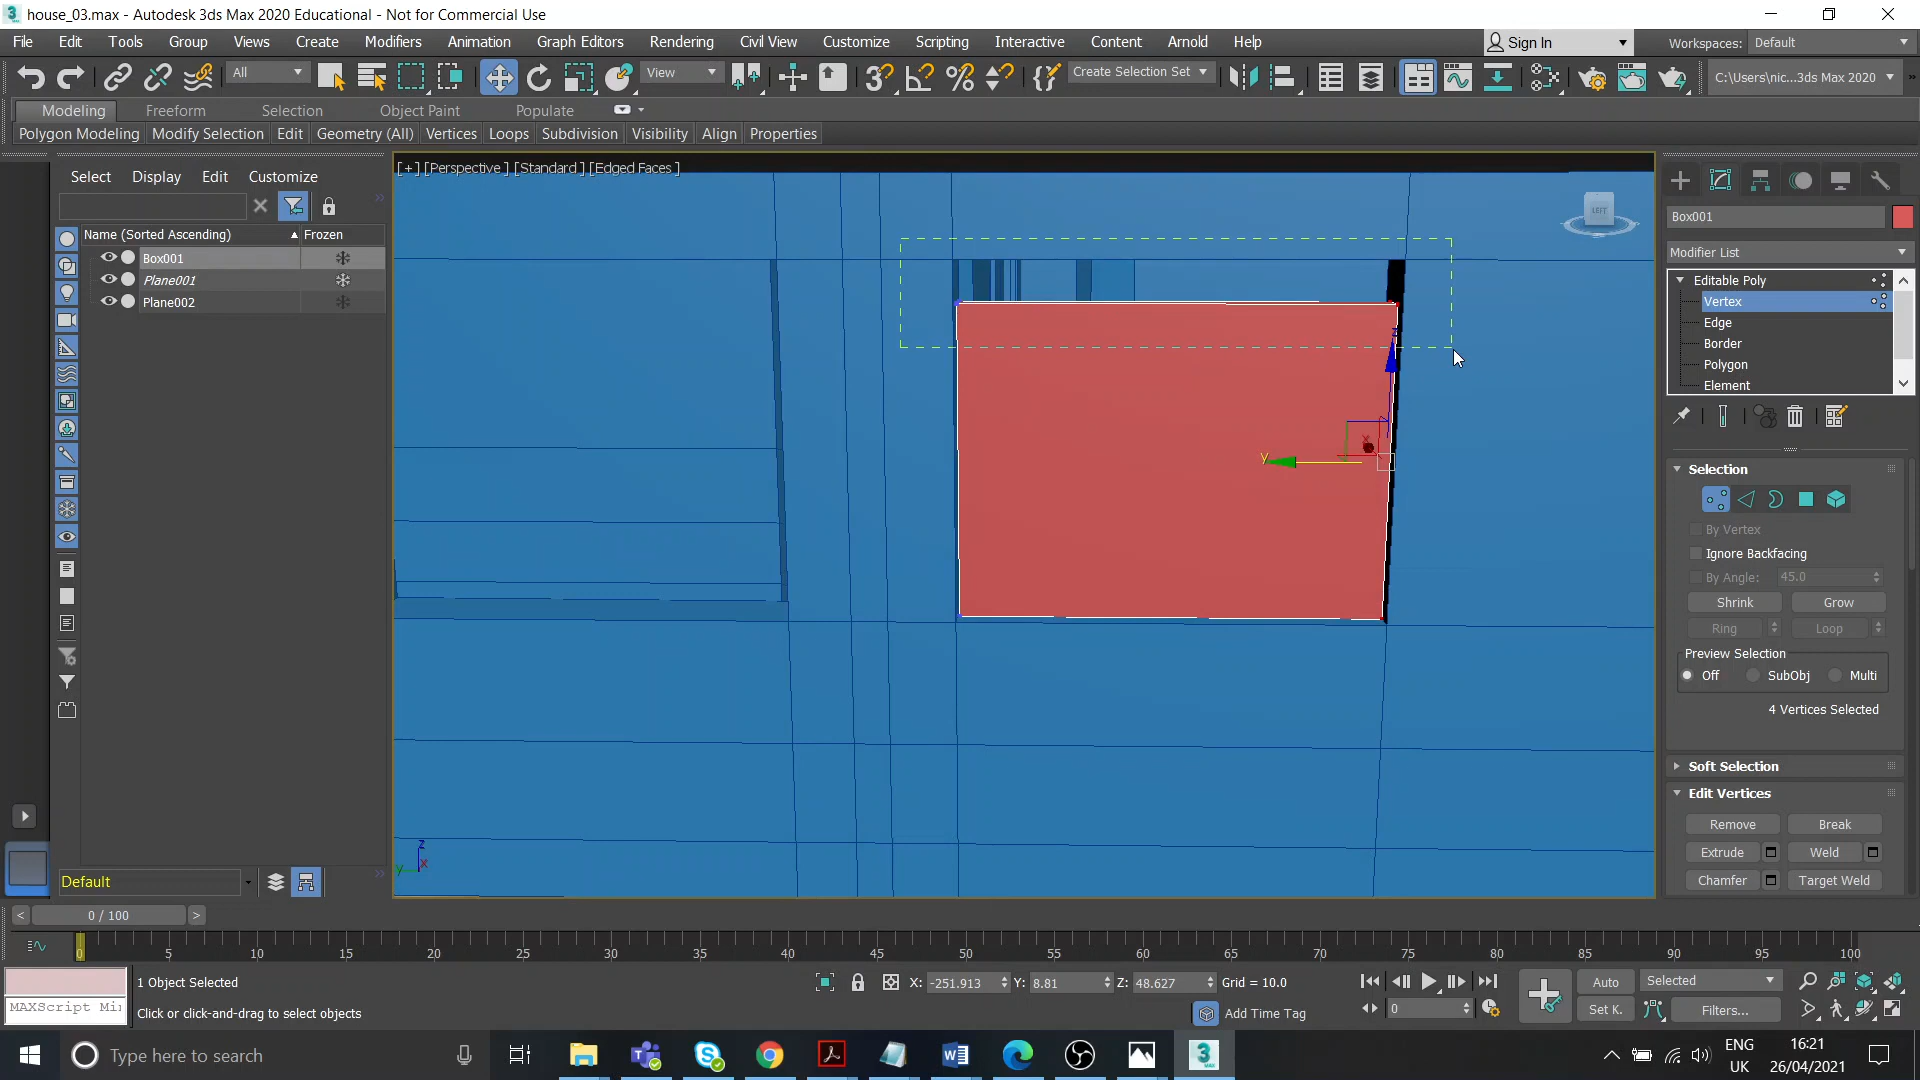 house_03.max - Autodesk 3ds Max 2020 Educational - Not for Commercial Use
File Edit Tools Group Views Create Modifiers Animation Graph Editors Rendering Civil View Customize Scripting Interactive Content Arnold Help Sign In Workspaces: Default
All View Create Selection Set C:\Users\nic...3ds Max 2020
Modeling Freeform Selection Object Paint Populate
Polygon Modeling Modify Selection Edit Geometry (All) Vertices Loops Subdivision Visibility Align Properties
Select Display Edit Customize
[+] [Perspective] [Standard] [Edged Faces]
Name (Sorted Ascending) Frozen
Box001
Plane001
Plane002
LEFT
z
y
x
z
y
x
Box001
Modifier List
Editable Poly
Vertex
Edge
Border
Polygon
Element
Selection
By Vertex
Ignore Backfacing
By Angle: 45.0
Shrink Grow
Ring Loop
Preview Selection
Off SubObj Multi
4 Vertices Selected
Soft Selection
Edit Vertices
Remove Break
Extrude Weld
Chamfer Target Weld
Default
< 0 / 100 >
0 5 10 15 20 25 30 35 40 45 50 55 60 65 70 75 80 85 90 95 100
1 Object Selected X: -251.913 Y: 8.81 Z: 48.627 Grid = 10.0 Auto Selected
MAXScript Mi Click or click-and-drag to select objects Add Time Tag 0 Set K. Filters...
Type here to search
ENG
UK
16:21
26/04/2021